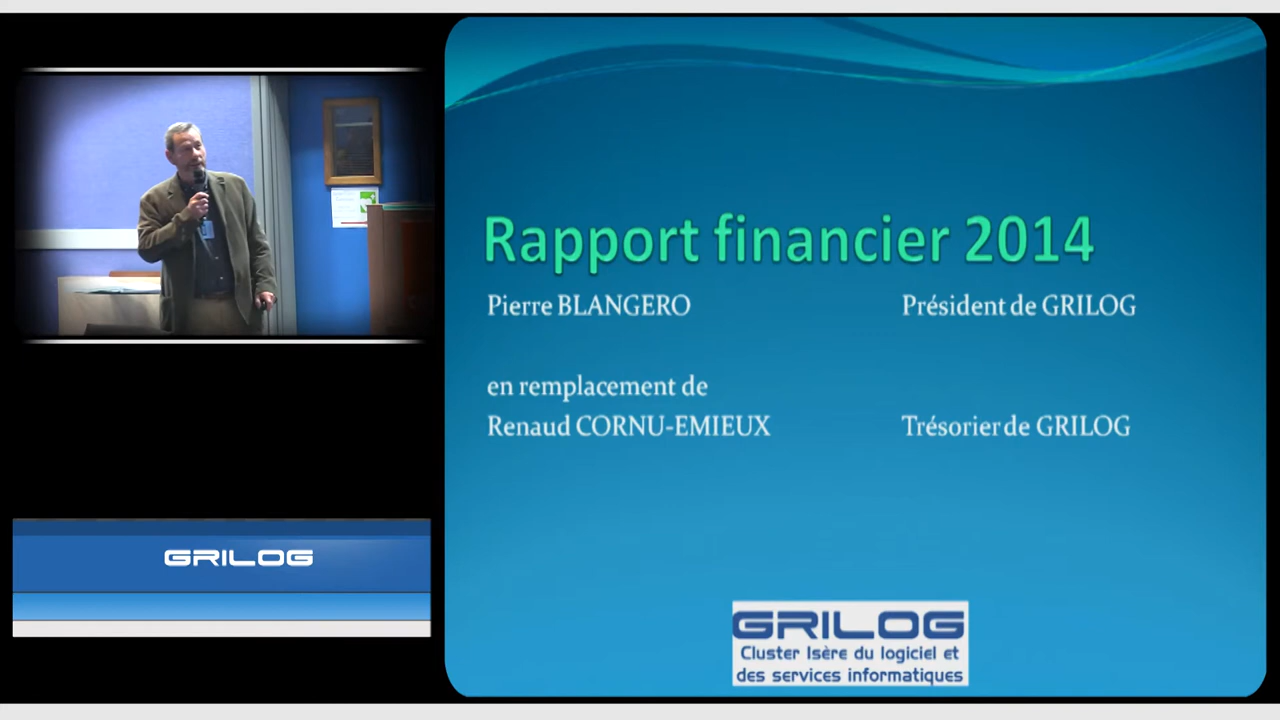 GRILOG
Rapport financier 2014
Pierre BLANGERO Président de GRILOG
en remplacement de
Renaud CORNU-EMIEUX Trésorier de GRILOG
GRILOG
Cluster Isère du logiciel et
des services informatiques